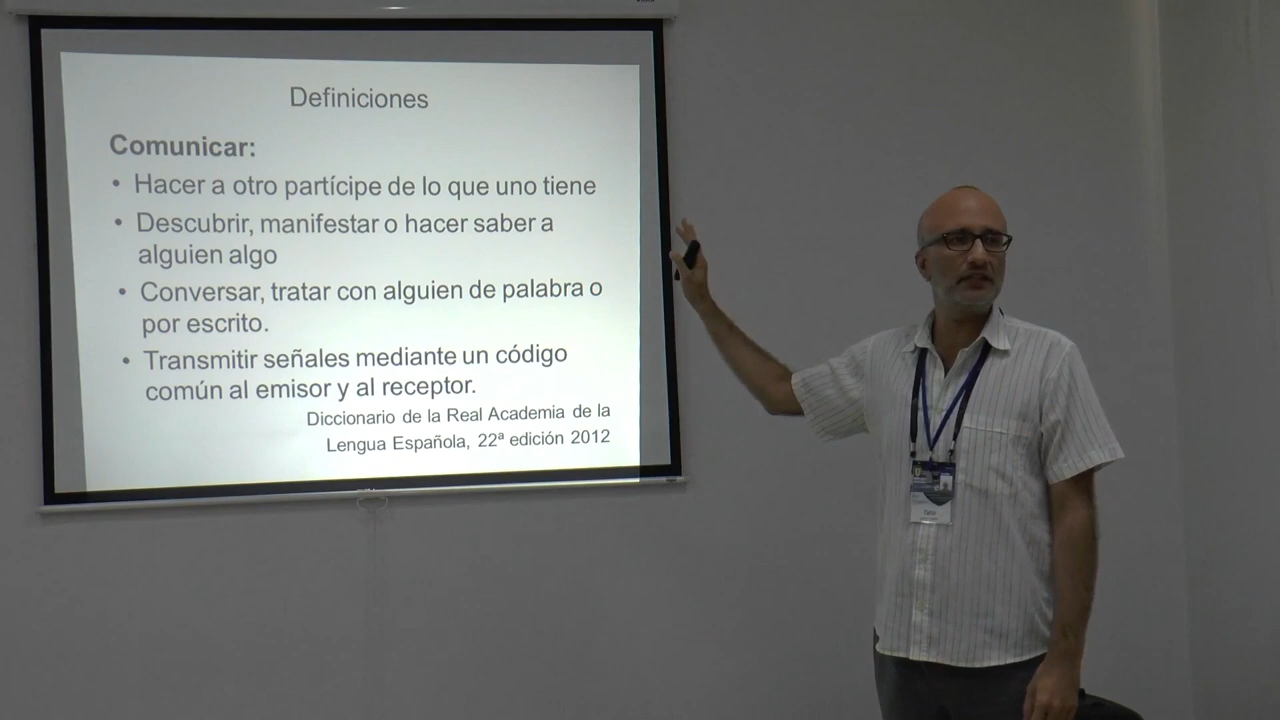 Definiciones
Comunicar:
• Hacer a otro partícipe de lo que uno tiene
• Descubrir, manifestar o hacer saber a
alguien algo
• Conversar, tratar con alguien de palabra o
por escrito.
• Transmitir señales mediante un código
común al emisor y al receptor.
Diccionario de la Real Academia de la
Lengua Española, 22ª edición 2012